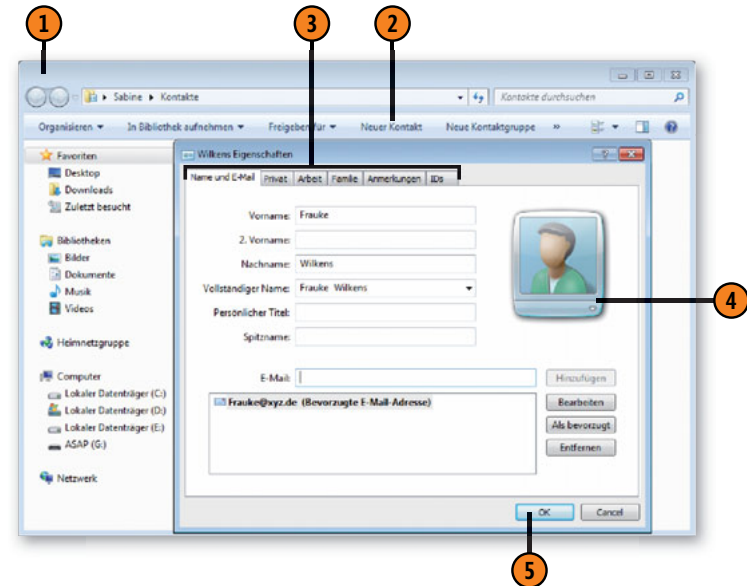 1
3
2
Sabine ▸ Kontakte
Kontakte durchsuchen
Organisieren ▾ In Bibliothek aufnehmen ▾ Freigeben für ▾ Neuer Kontakt Neue Kontaktgruppe »
Favoriten
Desktop
Downloads
Zuletzt besucht
Bibliotheken
Bilder
Dokumente
Musik
Videos
Heimnetzgruppe
Computer
Lokaler Datenträger (C:)
Lokaler Datenträger (D:)
Lokaler Datenträger (E:)
ASAP (G:)
Netzwerk
Wilkens Eigenschaften
Name und E-Mail Privat Arbeit Familie Anmerkungen IDs
Vorname: Frauke
2. Vorname:
Nachname: Wilkens
Vollständiger Name: Frauke Wilkens
Persönlicher Titel:
Spitzname:
4
E-Mail: Hinzufügen
Frauke@xyz.de (Bevorzugte E-Mail-Adresse)
Bearbeiten
Als bevorzugt
Entfernen
OK Cancel
5